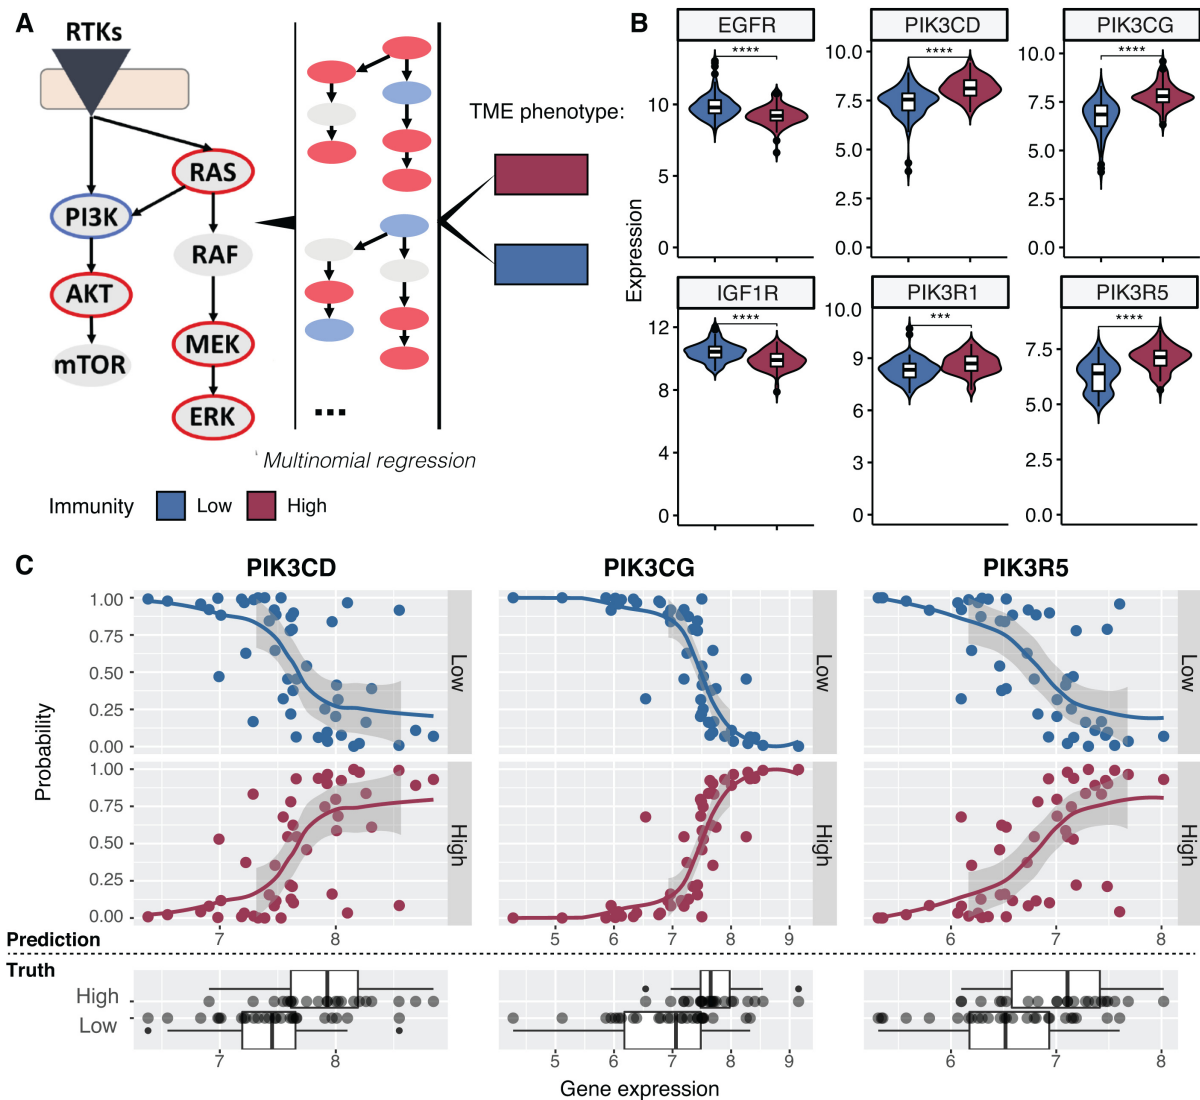 A
RTKs
RAS
PI3K
RAF
AKT
MEK
mTOR
ERK
...
Multinomial regression
TME phenotype:
Immunity Low High
B
EGFR PIK3CD PIK3CG
**** **** ****
10
5
0
10.0
7.5
5.0
2.5
0.0
10.0
7.5
5.0
2.5
0.0
Expression
IGF1R PIK3R1 PIK3R5
**** *** ****
12
8
4
0
10.0
9
6
3
0
7.5
5.0
0.0
C
PIK3CD PIK3CG PIK3R5
Probability
1.00
0.75
0.50
0.25
0.00
Low Low Low
1.00
0.75
0.50
0.25
0.00
High High High
7 8 5 6 7 8 9 6 7 8
Prediction
Truth
High
Low
7 8 4 5 6 7 8 9 6 7 8
Gene expression